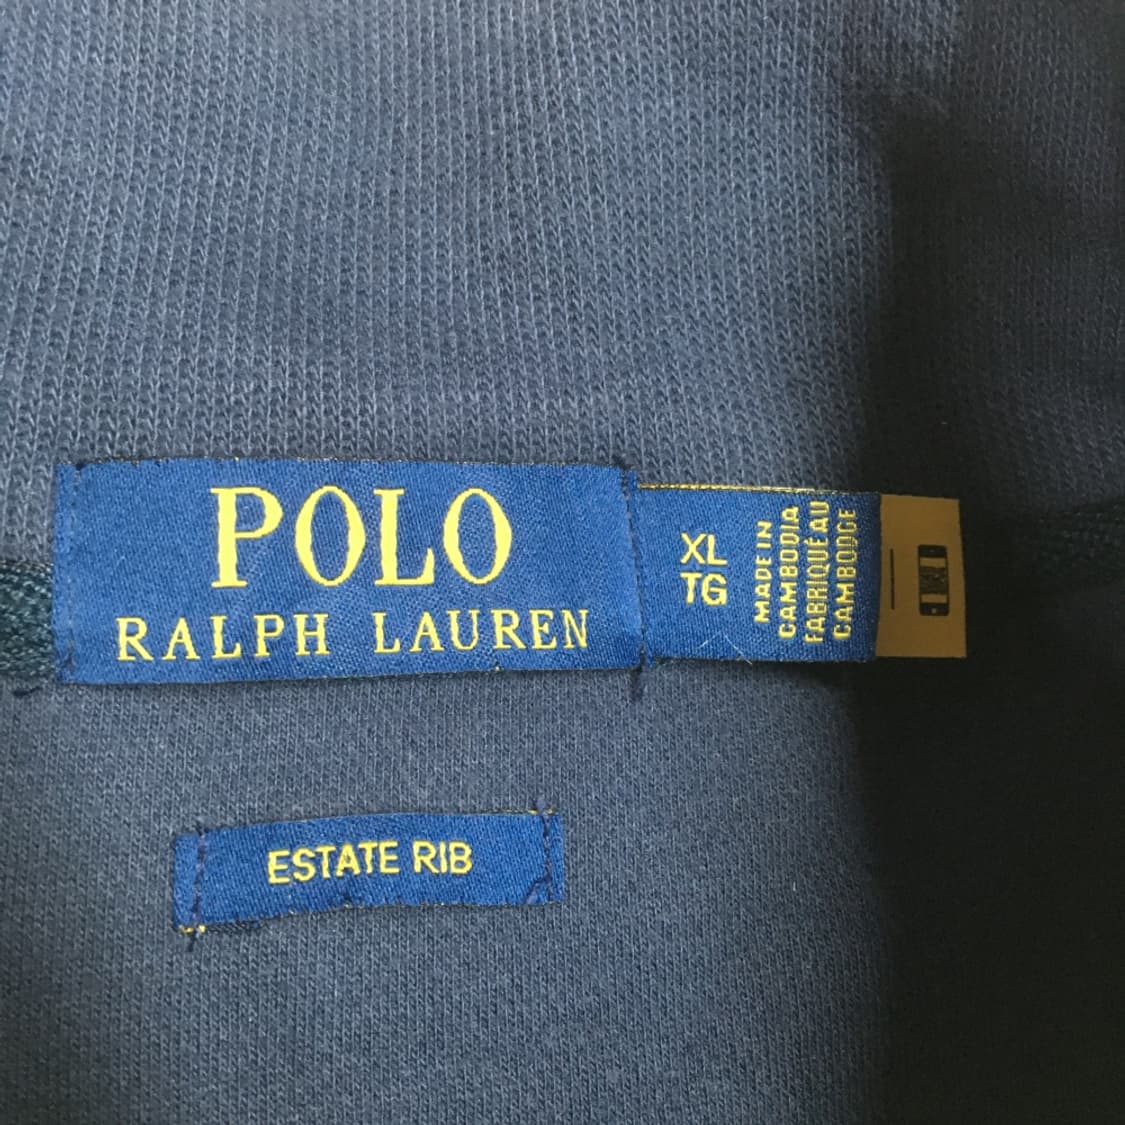 POLO
RALPH LAUREN
XL
TG
MADE IN
CAMBODIA
FABRIQUÉ AU
CAMBODGE
ESTATE RIB